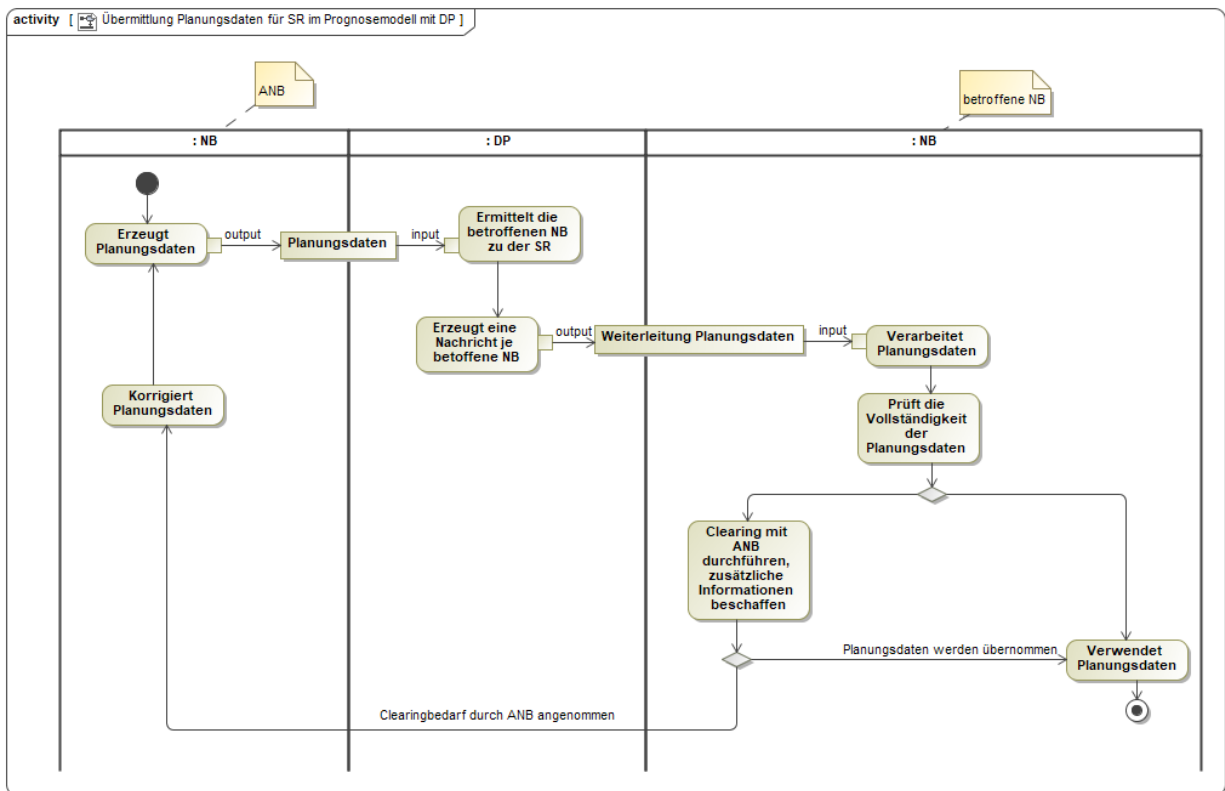 activity [ Übermittlung Planungsdaten für SR im Prognosemodell mit DP ]
ANB
betroffene NB
: NB
: DP
: NB
Erzeugt
Planungsdaten
output
Planungsdaten
input
Ermittelt die
betroffenen NB
zu der SR
Erzeugt eine
Nachricht je
betoffene NB
output
Weiterleitung Planungsdaten
input
Verarbeitet
Planungsdaten
Korrigiert
Planungsdaten
Prüft die
Vollständigkeit
der
Planungsdaten
Clearing mit
ANB
durchführen,
zusätzliche
Informationen
beschaffen
Planungsdaten werden übernommen
Verwendet
Planungsdaten
Clearingbedarf durch ANB angenommen